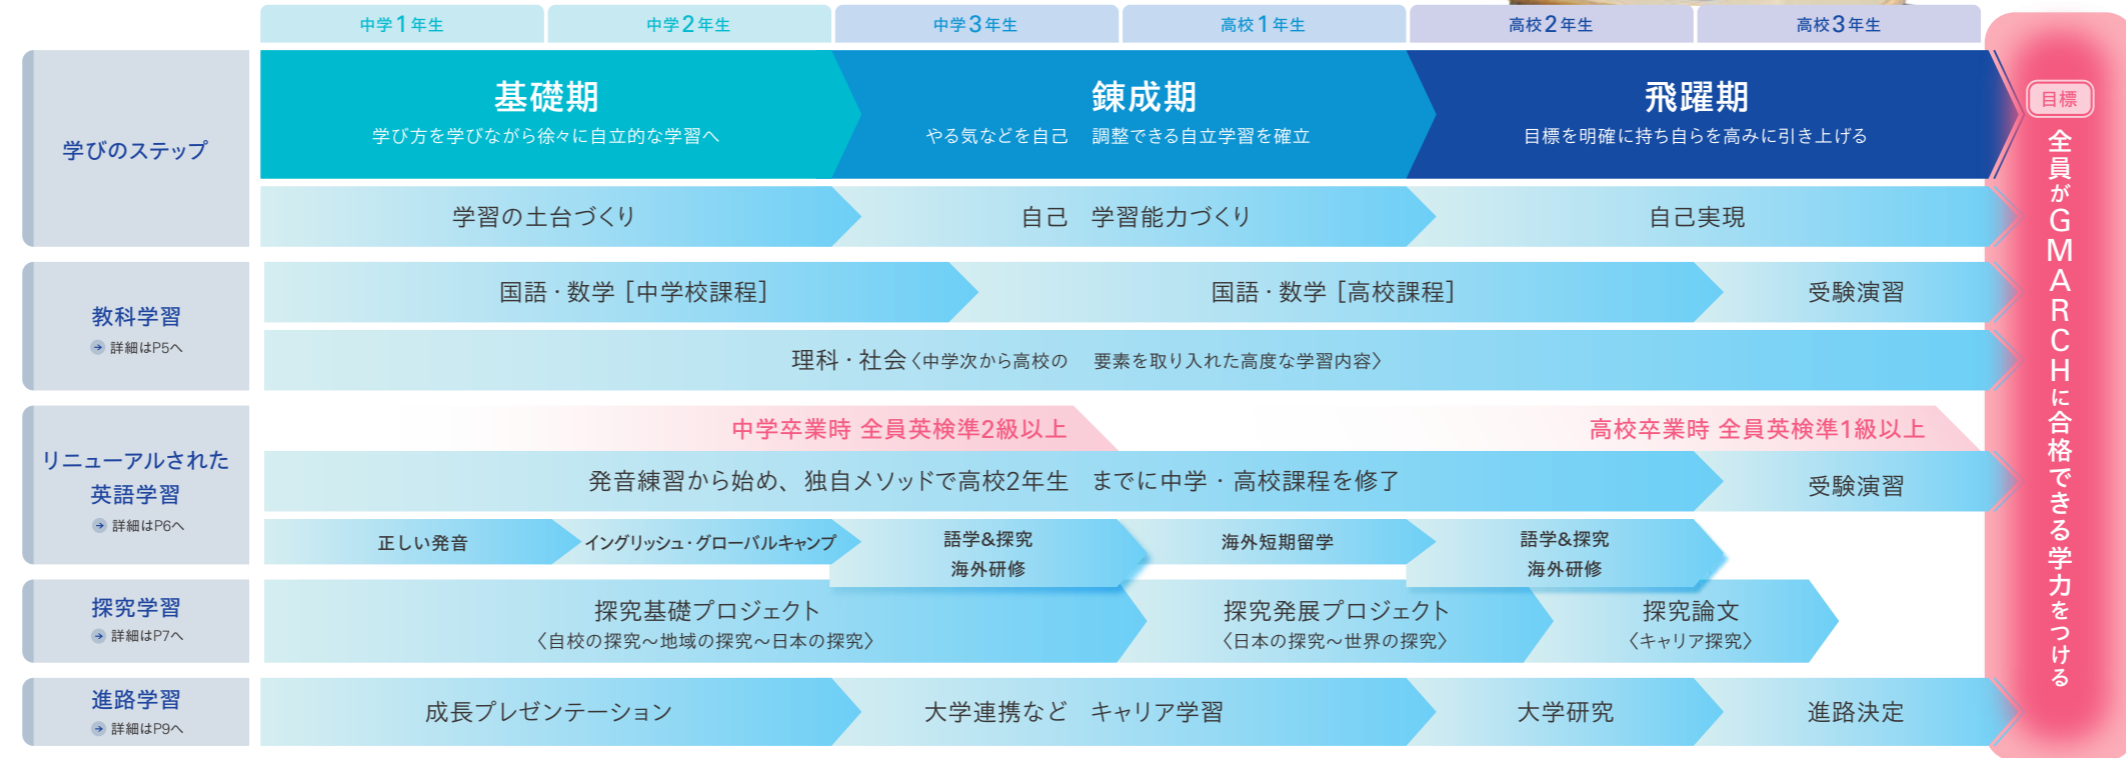 中学1年生
中学2年生
中学3年生
高校1年生
高校2年生
高校3年生
学びのステップ
基礎期
学び方を学びながら徐々に自立的な学習へ
錬成期
やる気などを自己　調整できる自立学習を確立
飛躍期
目標を明確に持ち自らを高みに引き上げる
学習の土台づくり
自己　学習能力づくり
自己実現
教科学習
詳細はP5へ
国語・数学［中学校課程］
国語・数学［高校課程］
受験演習
理科・社会〈中学次から高校の　要素を取り入れた高度な学習内容〉
リニューアルされた
英語学習
詳細はP6へ
中学卒業時 全員英検準2級以上
高校卒業時 全員英検準1級以上
発音練習から始め、独自メソッドで高校2年生　までに中学・高校課程を修了
受験演習
正しい発音
イングリッシュ・グローバルキャンプ
語学&探究
海外研修
海外短期留学
語学&探究
海外研修
探究学習
詳細はP7へ
探究基礎プロジェクト
〈自校の探究〜地域の探究〜日本の探究〉
探究発展プロジェクト
〈日本の探究〜世界の探究〉
探究論文
〈キャリア探究〉
進路学習
詳細はP9へ
成長プレゼンテーション
大学連携など　キャリア学習
大学研究
進路決定
目標
全員がGMARCHに合格できる学力をつける